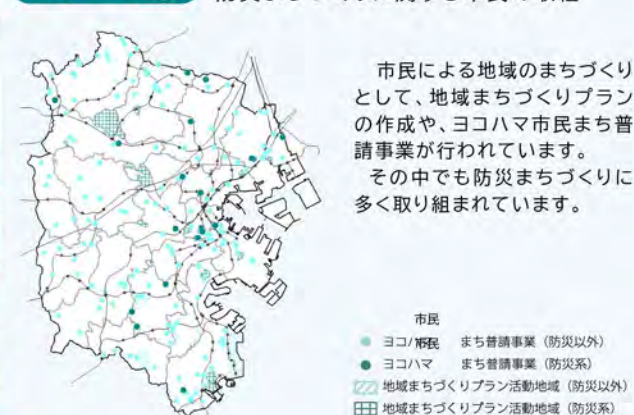 市民による地域のまちづくり
として、地域まちづくりプラン
の作成や、ヨコハマ市民まち普
請事業が行われています。
その中でも防災まちづくりに
多く取り組まれています。
市民
ヨコハマ市民 まち普請事業（防災以外）
ヨコハマ まち普請事業（防災系）
地域まちづくりプラン活動地域（防災以外）
地域まちづくりプラン活動地域（防災系）